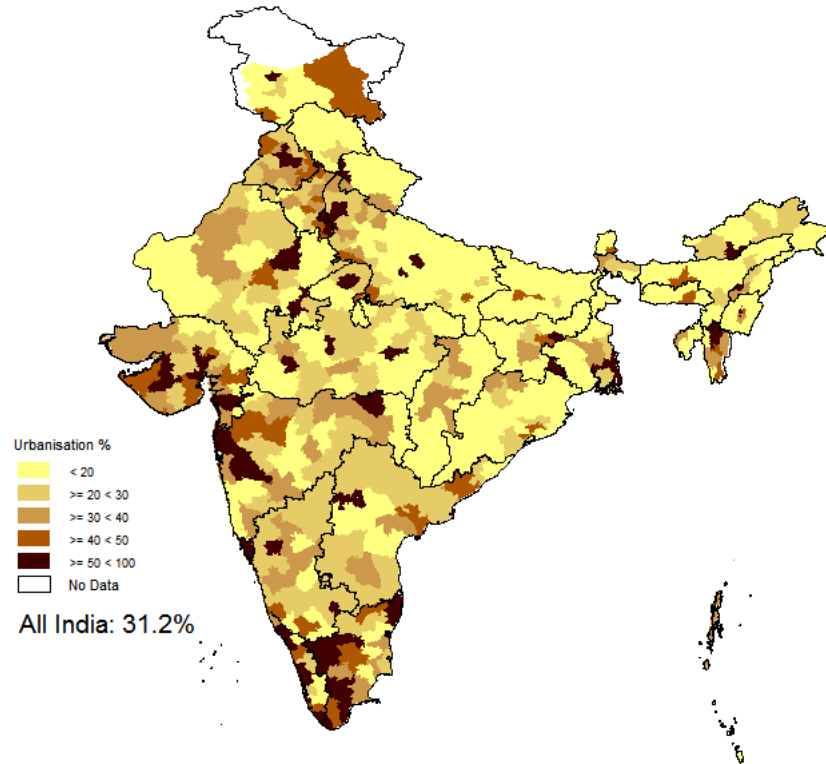 Urbanisation %
< 20
>= 20 < 30
>= 30 < 40
>= 40 < 50
>= 50 < 100
No Data
All India: 31.2%